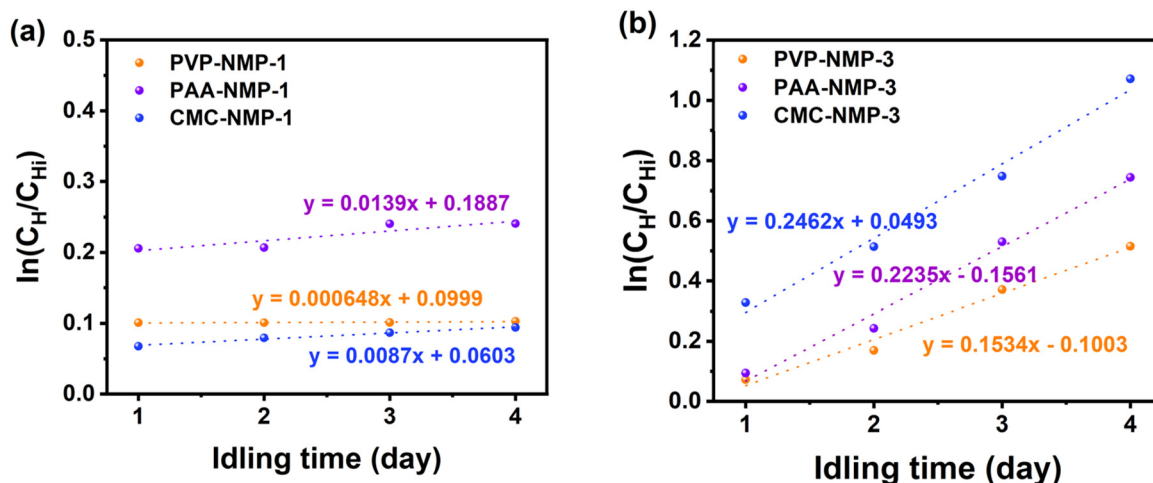 (a)
0.5
0.4
0.3
0.2
0.1
0.0
ln(C_H/C_Hi)
PVP-NMP-1
PAA-NMP-1
CMC-NMP-1
y = 0.0139x + 0.1887
y = 0.000648x + 0.0999
y = 0.0087x + 0.0603
1 2 3 4
Idling time (day)
(b)
1.2
1.0
0.8
0.6
0.4
0.2
0.0
ln(C_H/C_Hi)
PVP-NMP-3
PAA-NMP-3
CMC-NMP-3
y = 0.2462x + 0.0493
y = 0.2235x - 0.1561
y = 0.1534x - 0.1003
1 2 3 4
Idling time (day)